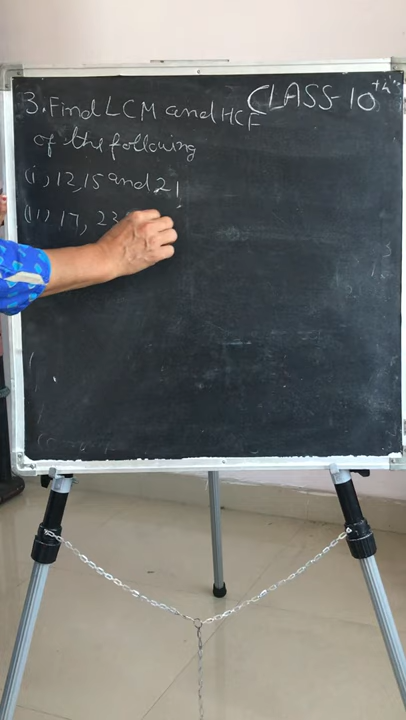 CLASS-10th
3. Find LCM and HCF
of the following
(i) 12, 15 and 21
(ii) 17, 23